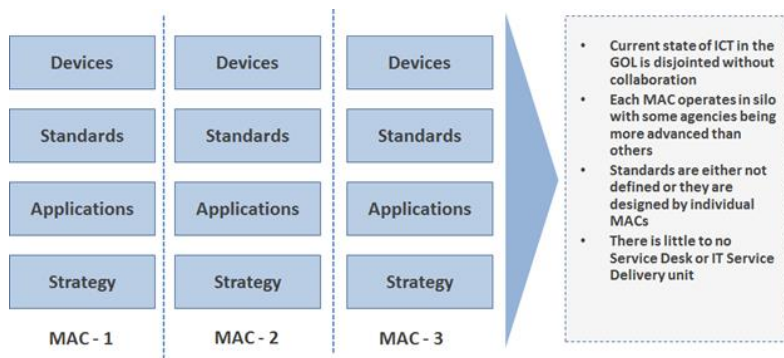 Devices Devices Devices
Standards Standards Standards
Applications Applications Applications
Strategy Strategy Strategy
MAC - 1 MAC - 2 MAC - 3
• Current state of ICT in the
GOL is disjointed without
collaboration
• Each MAC operates in silo
with some agencies being
more advanced than
others
• Standards are either not
defined or they are
designed by individual
MACs
• There is little to no
Service Desk or IT Service
Delivery unit